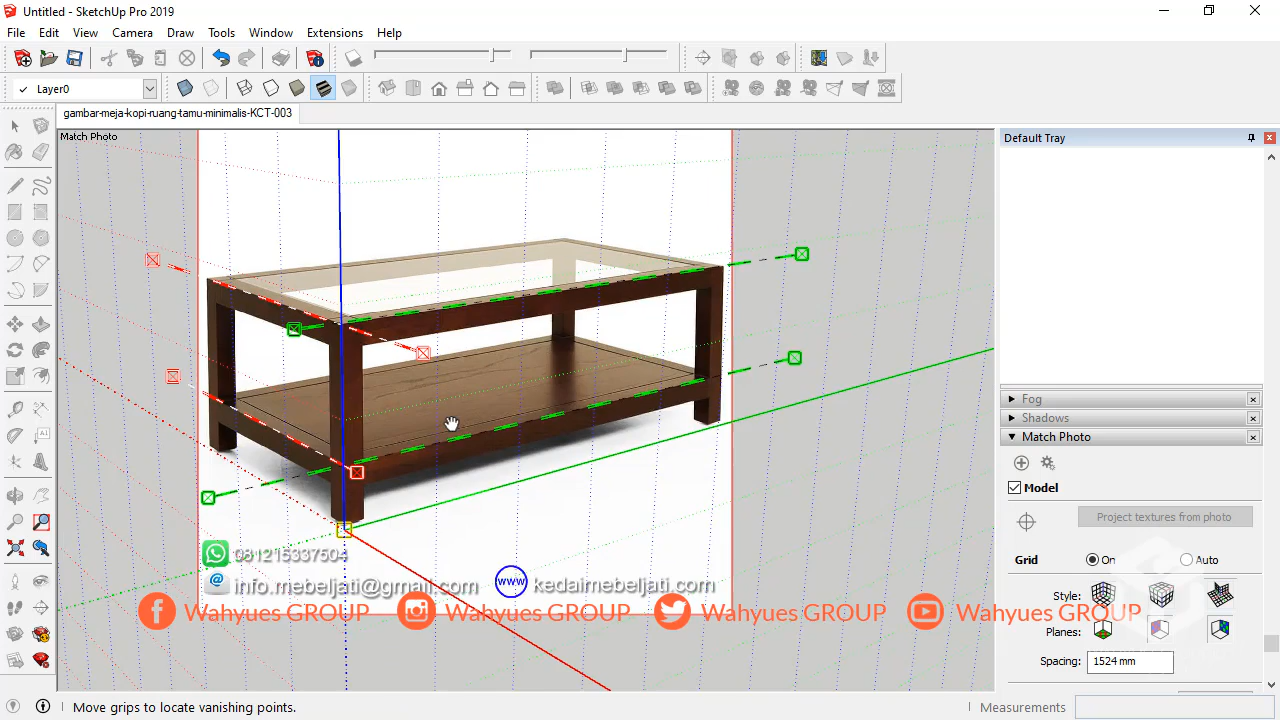 Untitled - SketchUp Pro 2019
File Edit View Camera Draw Tools Window Extensions Help
Layer0
gambar-meja-kopi-ruang-tamu-minimalis-KCT-003
Match Photo
Default Tray
Fog
Shadows
Match Photo
Model
Project textures from photo
Grid On Auto
Style:
Planes:
Spacing: 1524 mm
081215337504
info.mebeljati@gmail.com www kedaimebeljati.com
Wahyues GROUP Wahyues GROUP Wahyues GROUP Wahyues GROUP
Move grips to locate vanishing points. Measurements